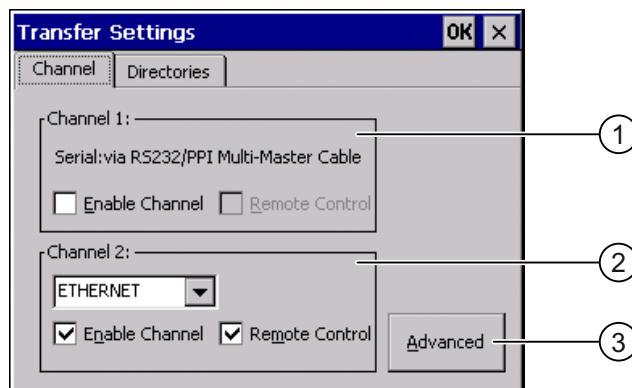 Transfer Settings OK ×
Channel Directories
Channel 1:
1
Serial:via RS232/PPI Multi-Master Cable
Enable Channel Remote Control
Channel 2:
2
ETHERNET
Enable Channel Remote Control
Advanced 3